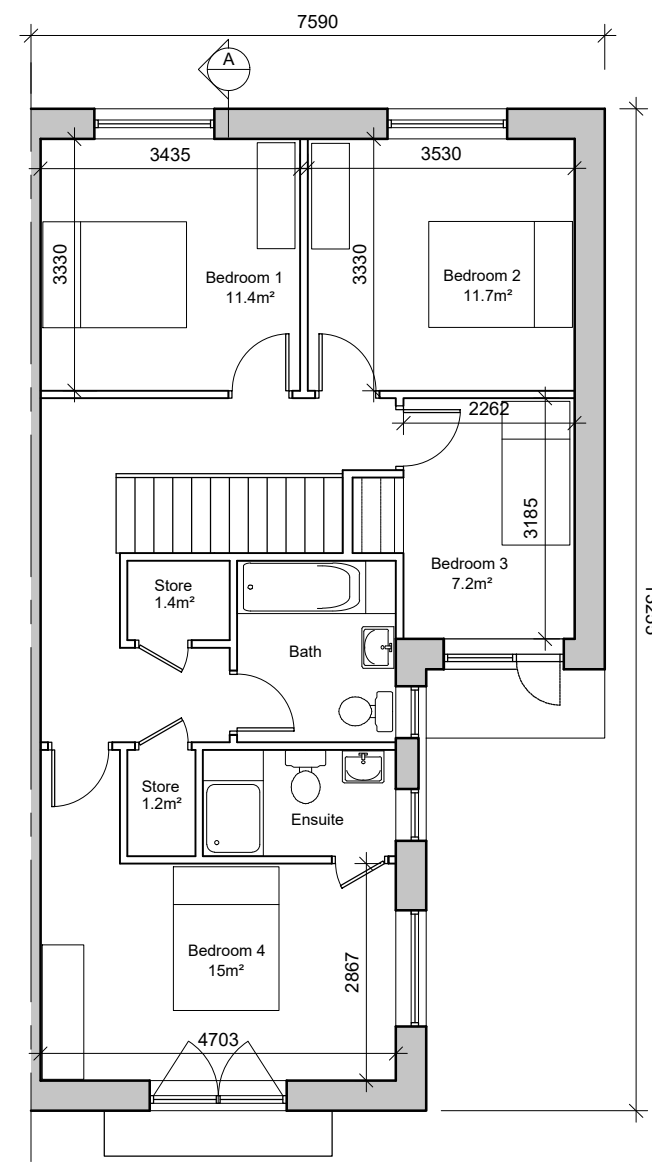 7590
A
3435
3530
3330
3330
Bedroom 1
11.4m²
Bedroom 2
11.7m²
2262
3185
Bedroom 3
7.2m²
Store
1.4m²
Bath
Store
1.2m²
Ensuite
Bedroom 4
15m²
2867
4703